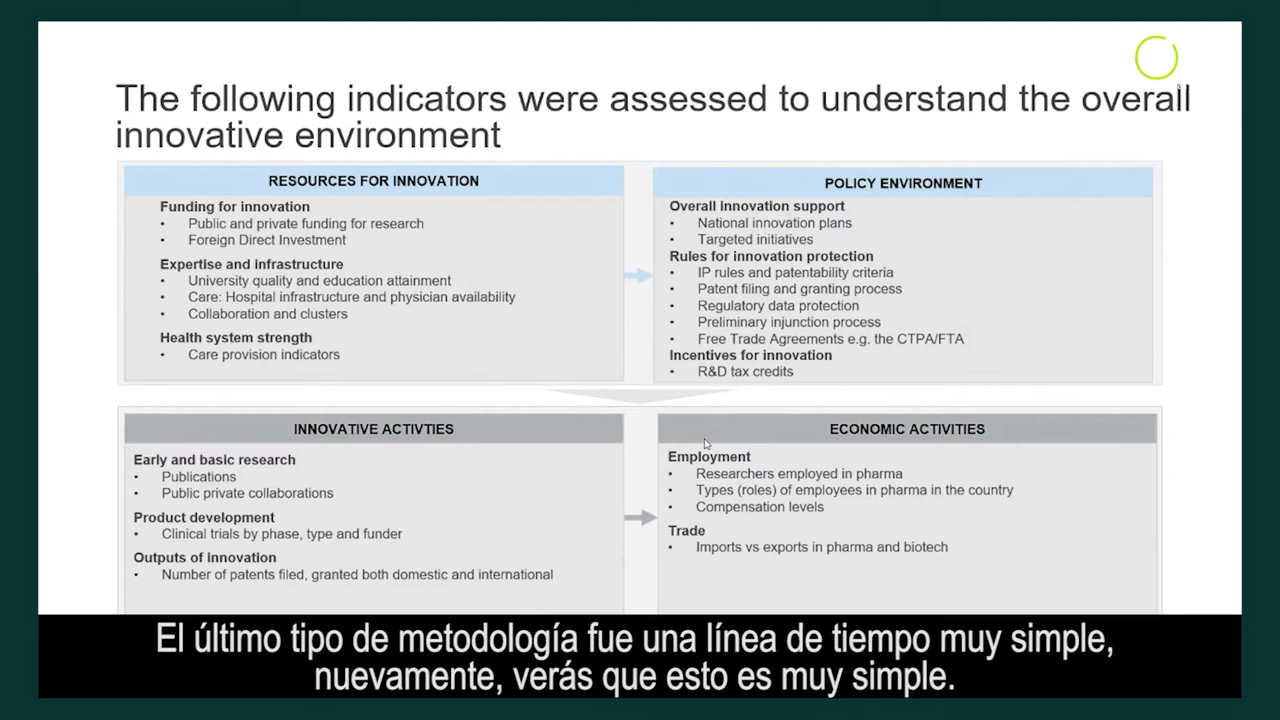 The following indicators were assessed to understand the overall
innovative environment
RESOURCES FOR INNOVATION
Funding for innovation
• Public and private funding for research
• Foreign Direct Investment
Expertise and infrastructure
• University quality and education attainment
• Care: Hospital infrastructure and physician availability
• Collaboration and clusters
Health system strength
• Care provision indicators
POLICY ENVIRONMENT
Overall innovation support
• National innovation plans
• Targeted initiatives
Rules for innovation protection
• IP rules and patentability criteria
• Patent filing and granting process
• Regulatory data protection
• Preliminary injunction process
• Free Trade Agreements e.g. the CTPA/FTA
Incentives for innovation
• R&D tax credits
INNOVATIVE ACTIVTIES
Early and basic research
• Publications
• Public private collaborations
Product development
• Clinical trials by phase, type and funder
Outputs of innovation
• Number of patents filed, granted both domestic and international
ECONOMIC ACTIVITIES
Employment
• Researchers employed in pharma
• Types (roles) of employees in pharma in the country
• Compensation levels
Trade
• Imports vs exports in pharma and biotech
El último tipo de metodología fue una línea de tiempo muy simple,
nuevamente, verás que esto es muy simple.